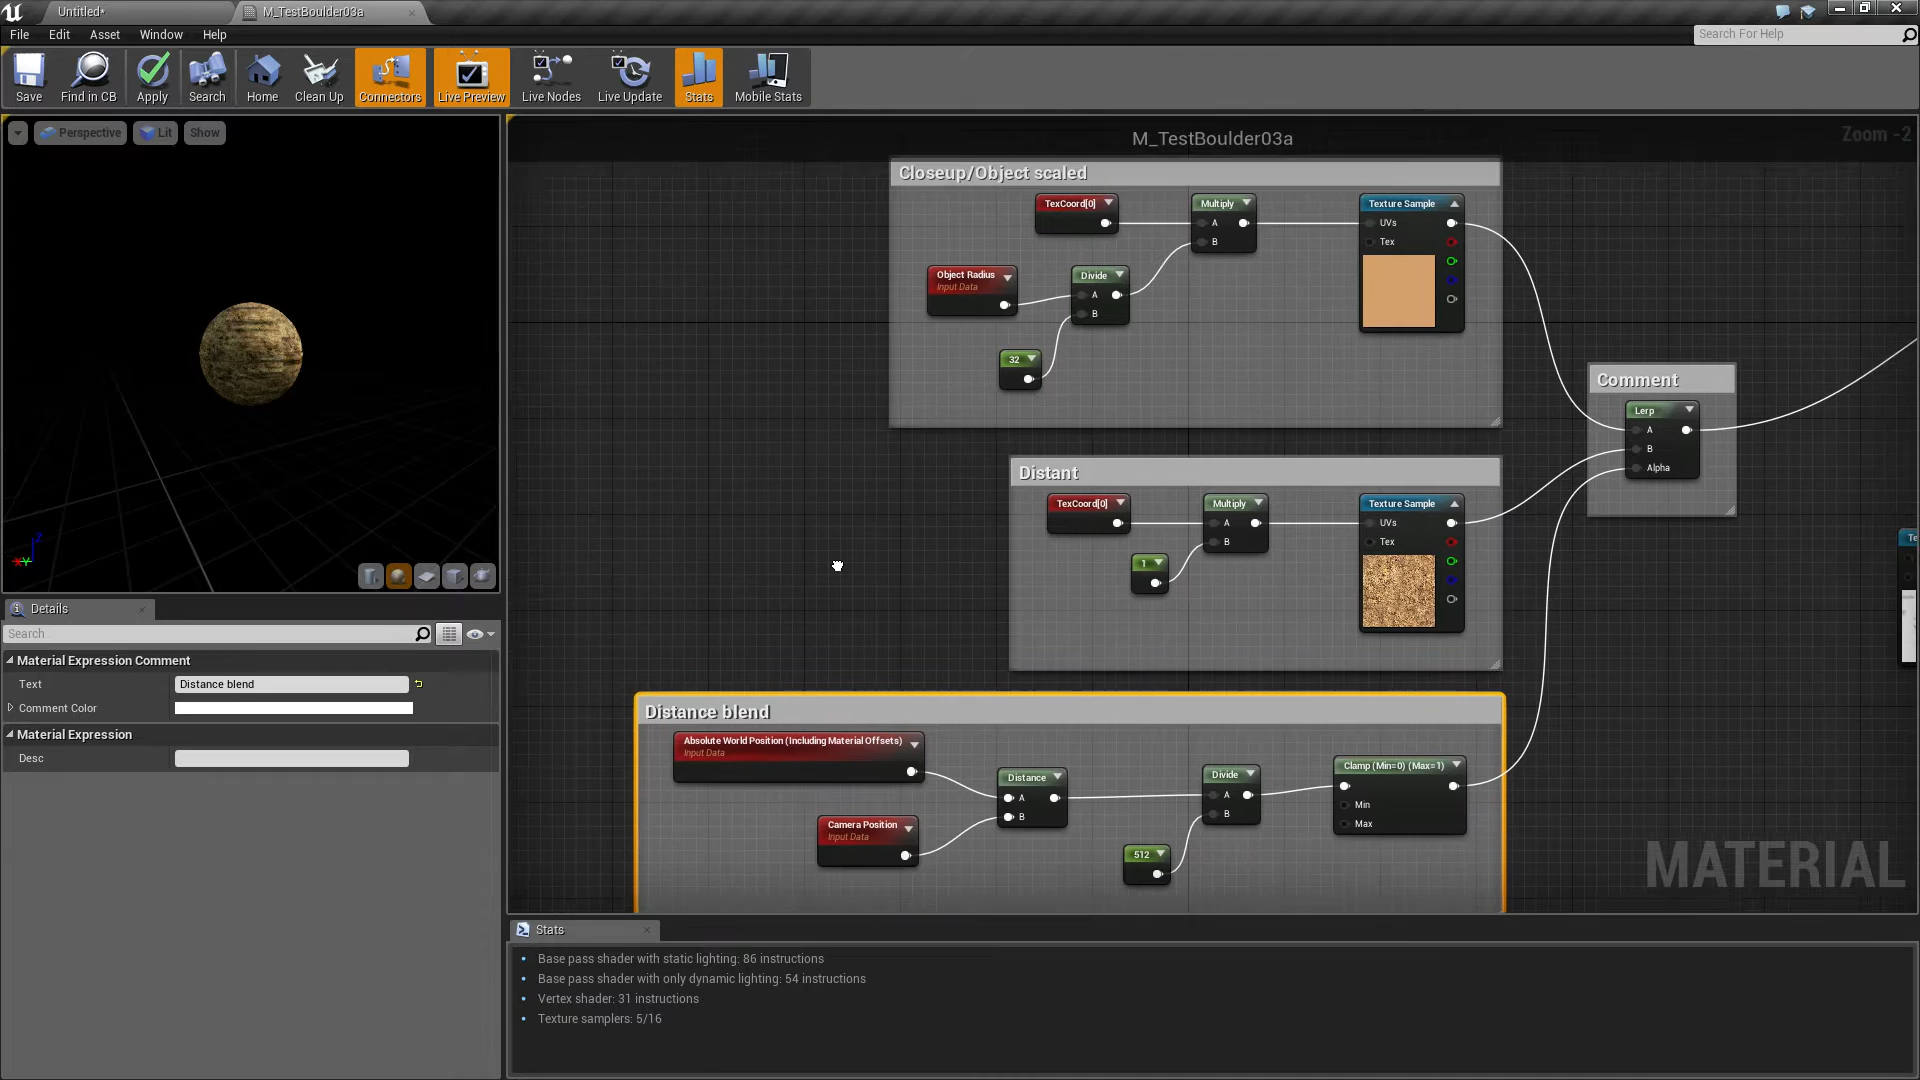 Untitled*
M_TestBoulder03a
File Edit Asset Window Help
Search For Help
Save
Find in CB
Apply
Search
Home
Clean Up
Connectors
Live Preview
Live Nodes
Live Update
Stats
Mobile Stats
Perspective
Lit
Show
M_TestBoulder03a
Zoom -2
Closeup/Object scaled
TexCoord[0]
Multiply
A
B
Texture Sample
UVs
Tex
Object Radius
Input Data
Divide
A
B
32
Comment
Lerp
A
B
Alpha
Distant
TexCoord[0]
Multiply
A
B
Texture Sample
UVs
Tex
1
Te
Z
X
Y
Details
Search
Material Expression Comment
Text
Distance blend
Comment Color
Material Expression
Desc
Distance blend
Absolute World Position (Including Material Offsets)
Input Data
Distance
A
B
Camera Position
Input Data
Divide
A
B
512
Clamp (Min=0) (Max=1)
Min
Max
MATERIAL
Stats
Base pass shader with static lighting: 86 instructions
Base pass shader with only dynamic lighting: 54 instructions
Vertex shader: 31 instructions
Texture samplers: 5/16